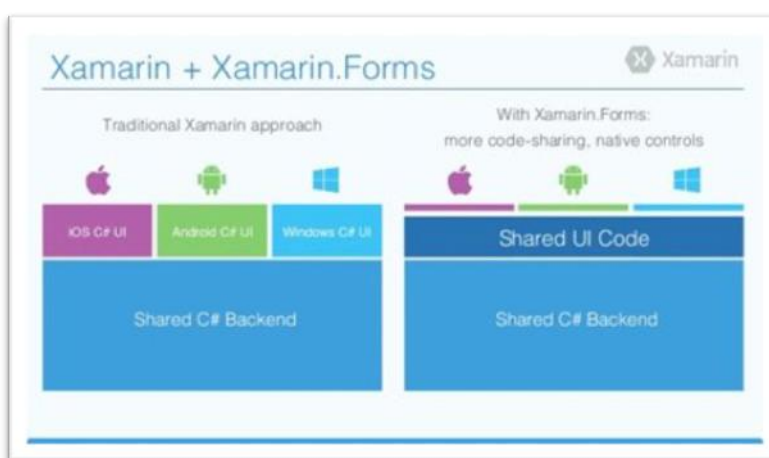 Xamarin + Xamarin.Forms
Xamarin
Traditional Xamarin approach
With Xamarin.Forms:
more code-sharing, native controls
iOS C# UI
Android C# UI
Windows C# UI
Shared C# Backend
Shared UI Code
Shared C# Backend